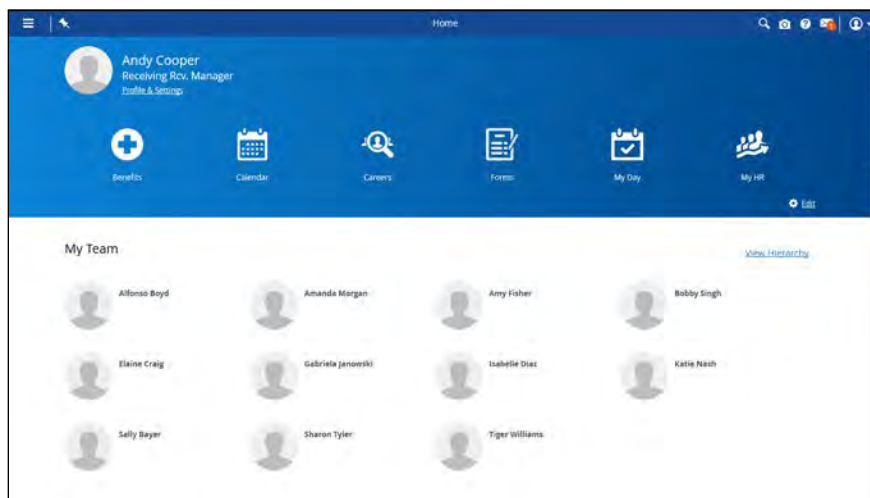 Home
Andy Cooper
Receiving Rcv. Manager
Profile & Settings
Benefits Calendar Careers Forms My Day My HR
Edit
My Team
View Hierarchy
Alfonso Boyd Amanda Morgan Amy Fisher Bobby Singh
Elaine Craig Gabriela Janowski Isabelle Diaz Katie Nash
Sally Bayer Sharon Tyler Tiger Williams